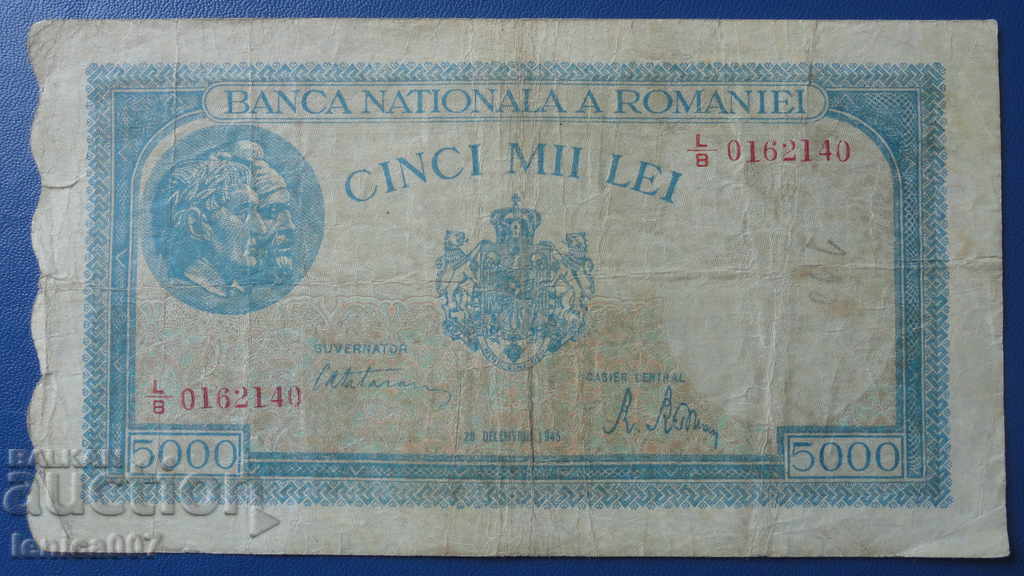 BANCA NATIONALA A ROMANIEI
L/B 0162140
CINCI MII LEI
GUVERNATOR
CASIER CENTRAL
L/B 0162140
20 DECEMVRIE 1945
5000
5000
BALKAN
auction
lenica007